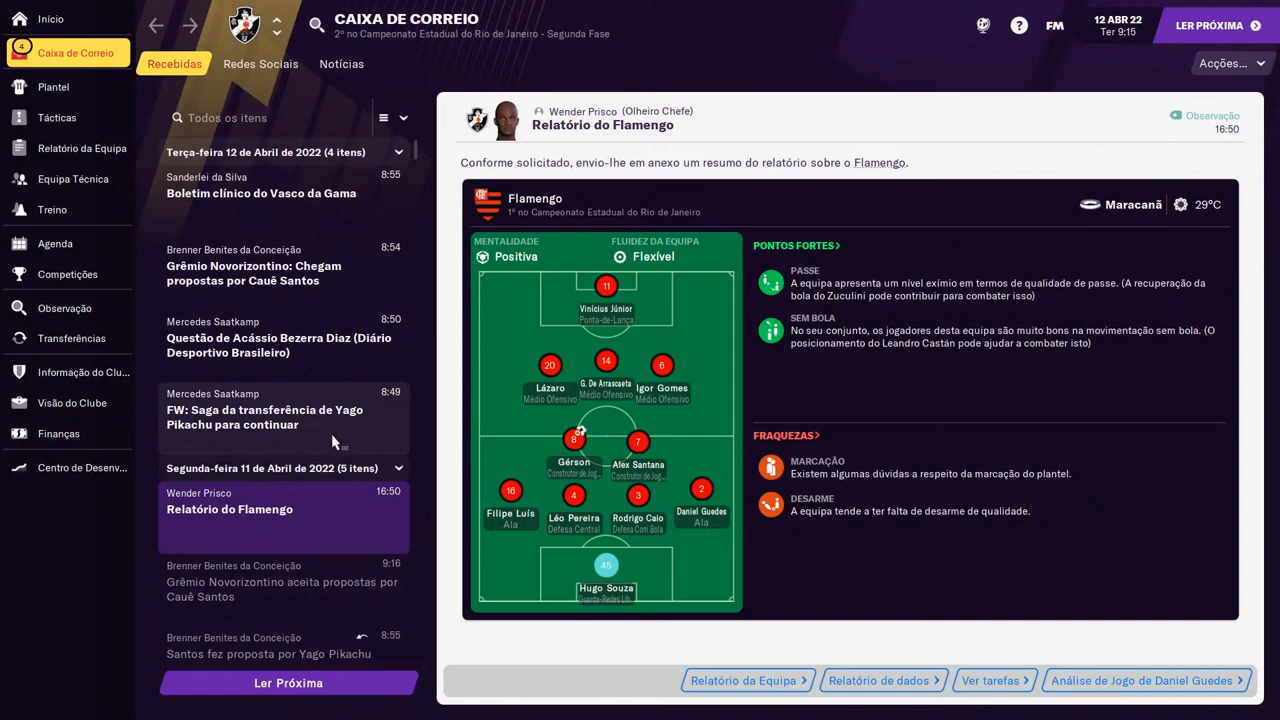 Início
CAIXA DE CORREIO
2º no Campeonato Estadual do Rio de Janeiro - Segunda Fase
FM
12 ABR 22
Ter 9:15
LER PRÓXIMA
4
Caixa de Correio
Plantel
Tácticas
Relatório da Equipa
Equipa Técnica
Treino
Agenda
Competições
Observação
Transferências
Informação do Clu...
Visão do Clube
Finanças
Centro de Desenv...
Recebidas
Redes Sociais
Notícias
Acções...
Todos os itens
Terça-feira 12 de Abril de 2022 (4 itens)
Sanderlei da Silva
8:55
Boletim clínico do Vasco da Gama
Brenner Benites da Conceição
8:54
Grêmio Novorizontino: Chegam
propostas por Cauê Santos
Mercedes Saatkamp
8:50
Questão de Acássio Bezerra Diaz (Diário
Desportivo Brasileiro)
Mercedes Saatkamp
8:49
FW: Saga da transferência de Yago
Pikachu para continuar
Segunda-feira 11 de Abril de 2022 (5 itens)
Wender Prisco
16:50
Relatório do Flamengo
Brenner Benites da Conceição
9:16
Grêmio Novorizontino aceita propostas por
Cauê Santos
Brenner Benites da Conceição
8:55
Santos fez proposta por Yago Pikachu
Ler Próxima
Wender Prisco (Olheiro Chefe)
Relatório do Flamengo
Observação
16:50
Conforme solicitado, envio-lhe em anexo um resumo do relatório sobre o Flamengo.
Flamengo
1º no Campeonato Estadual do Rio de Janeiro
Maracanã
29ºC
MENTALIDADE
Positiva
FLUIDEZ DA EQUIPA
Flexível
11
Vinícius Júnior
Ponta-de-Lança
20
Lázaro
Médio Ofensivo
14
G. De Arrascaeta
Médio Ofensivo
6
Igor Gomes
Médio Ofensivo
8
Gérson
Construtor de Jog...
7
Alex Santana
Construtor de Jog...
16
Filipe Luís
Ala
4
Léo Pereira
Defesa Central
3
Rodrigo Caio
Defesa Com Bola
2
Daniel Guedes
Ala
45
Hugo Souza
Guarda-Redes Líb...
PONTOS FORTES
PASSE
A equipa apresenta um nível exímio em termos de qualidade de passe. (A recuperação da
bola do Zuculini pode contribuir para combater isso)
SEM BOLA
No seu conjunto, os jogadores desta equipa são muito bons na movimentação sem bola. (O
posicionamento do Leandro Castán pode ajudar a combater isto)
FRAQUEZAS
MARCAÇÃO
Existem algumas dúvidas a respeito da marcação do plantel.
DESARME
A equipa tende a ter falta de desarme de qualidade.
Relatório da Equipa
Relatório de dados
Ver tarefas
Análise de Jogo de Daniel Guedes